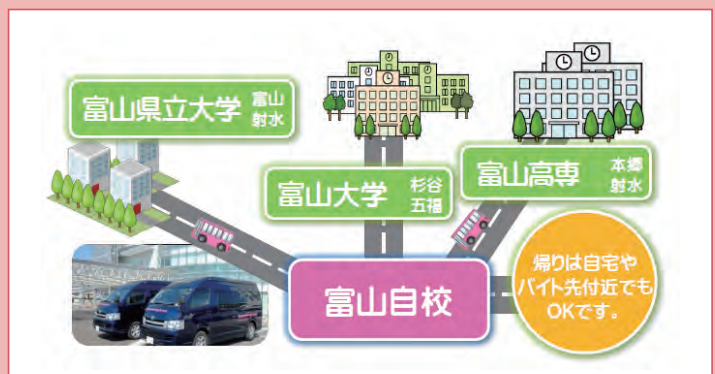 富山県立大学 富山
射水
富山大学 杉谷
五福
富山高専 本郷
射水
富山自校
帰りは自宅や
バイト先付近でも
OKです。